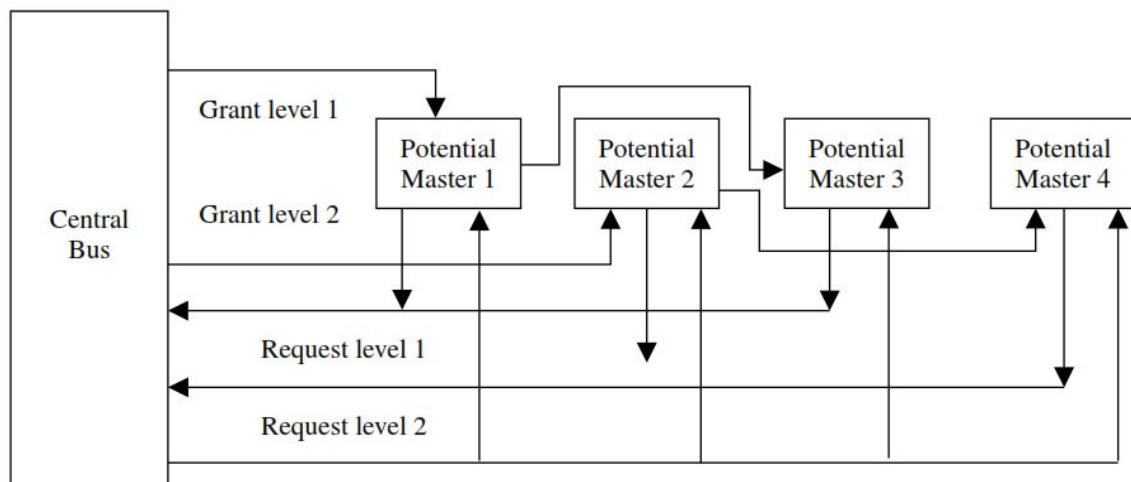 Grant level 1
Potential
Master 1
Potential
Master 2
Potential
Master 3
Potential
Master 4
Grant level 2
Central
Bus
Request level 1
Request level 2